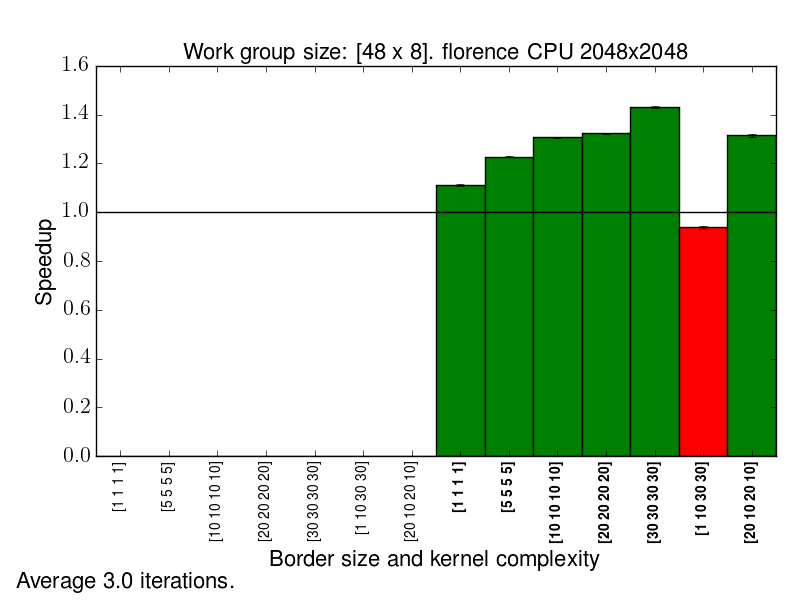 Work group size: [48 x 8]. florence CPU 2048x2048
1.6
1.4
1.2
1.0
0.8
0.6
0.4
0.2
0.0
Speedup
[1 1 1 1]
[5 5 5 5]
[10 10 10 10]
[20 20 20 20]
[30 30 30 30]
[1 10 30 30]
[20 10 20 10]
[1 1 1 1]
[5 5 5 5]
[10 10 10 10]
[20 20 20 20]
[30 30 30 30]
[1 10 30 30]
[20 10 20 10]
Border size and kernel complexity
Average 3.0 iterations.